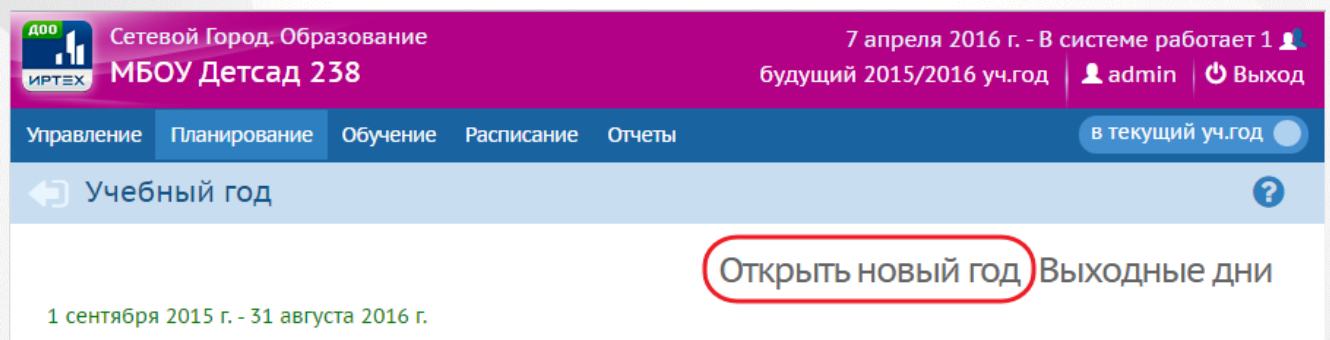 ДОО
ИРТЕХ
Сетевой Город. Образование
МБОУ Детсад 238
7 апреля 2016 г. - В системе работает 1
будущий 2015/2016 уч.год admin Выход
Управление Планирование Обучение Расписание Отчеты в текущий уч.год
Учебный год ?
Открыть новый год Выходные дни
1 сентября 2015 г. - 31 августа 2016 г.